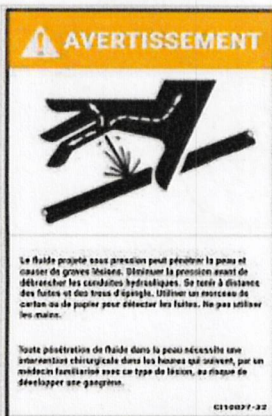 AVERTISSEMENT
Le fluide projeté sous pression peut pénétrer la peau et
causer de graves lésions. Diminuer la pression avant de
débrancher les conduites hydrauliques. Se tenir à distance
des fuites et des trous d'épingle. Utiliser un morceau de
carton ou de papier pour détecter les fuites. Ne pas utiliser
les mains.
Toute pénétration de fluide dans la peau nécessite une
intervention chirurgicale dans les heures qui suivent, par un
médecin familiarisé avec ce type de lésion, au risque de
développer une gangrène.